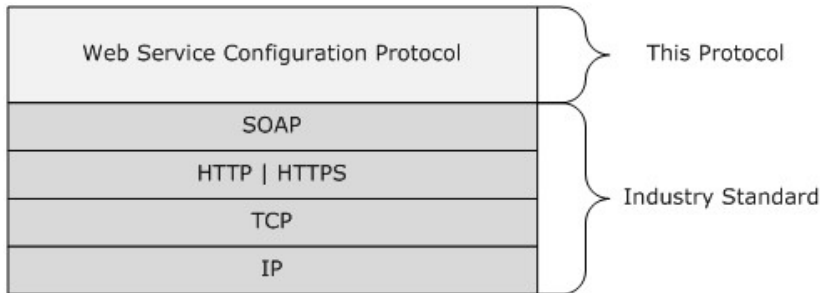 Web Service Configuration Protocol
This Protocol
SOAP
HTTP | HTTPS
Industry Standard
TCP
IP